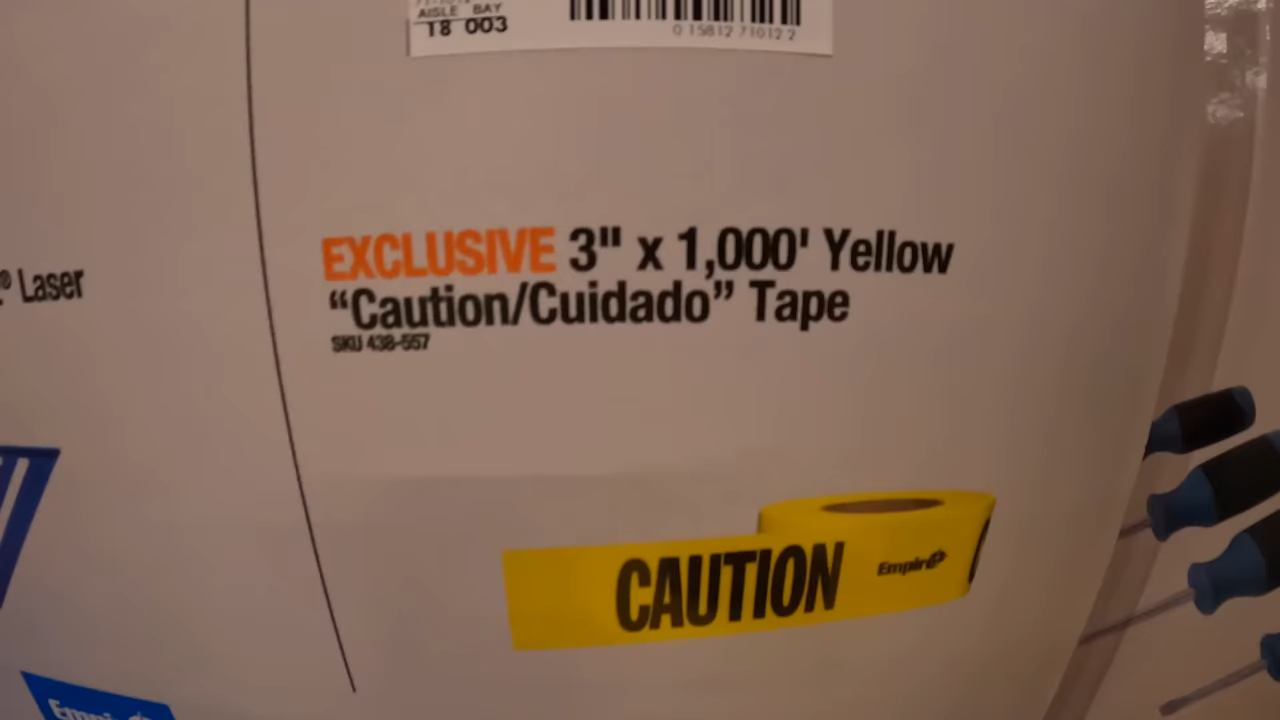 AISLE BAY
18 003
0 15812 71012 2
EXCLUSIVE 3" x 1,000' Yellow
“Caution/Cuidado” Tape
SKU 438-557
® Laser
CAUTION
Empire